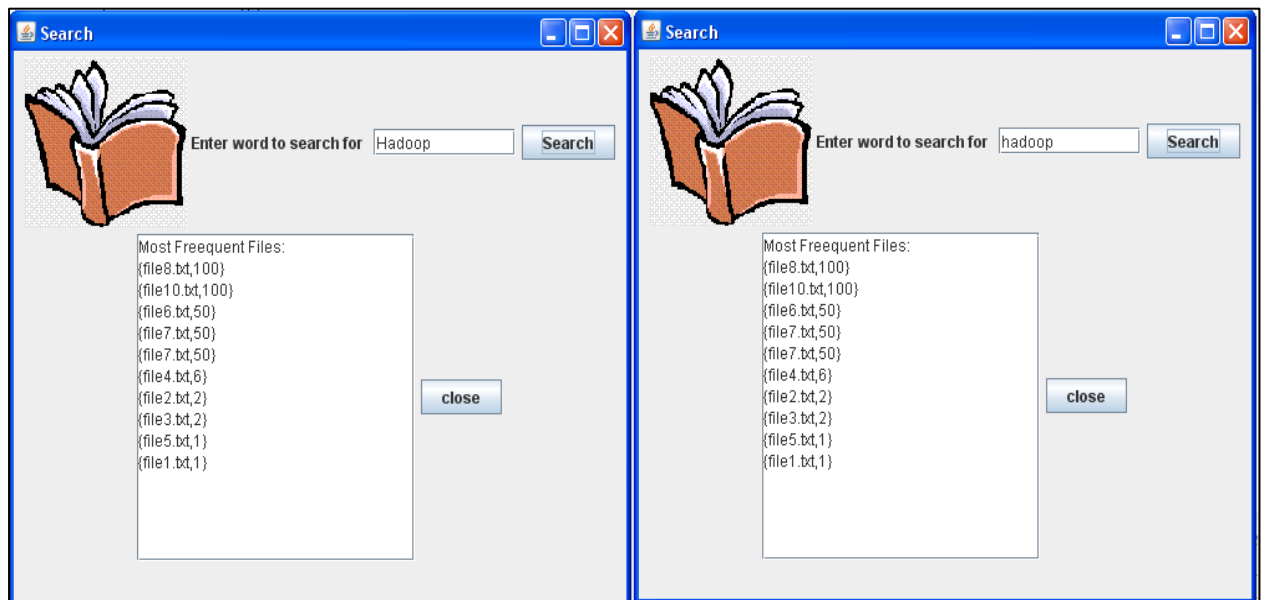 Search
Enter word to search for Hadoop Search
Most Freequent Files:
{file8.txt,100}
{file10.txt,100}
{file6.txt,50}
{file7.txt,50}
{file7.txt,50}
{file4.txt,6}
{file2.txt,2}
{file3.txt,2}
{file5.txt,1}
{file1.txt,1}
close
Search
Enter word to search for hadoop Search
Most Freequent Files:
{file8.txt,100}
{file10.txt,100}
{file6.txt,50}
{file7.txt,50}
{file7.txt,50}
{file4.txt,6}
{file2.txt,2}
{file3.txt,2}
{file5.txt,1}
{file1.txt,1}
close